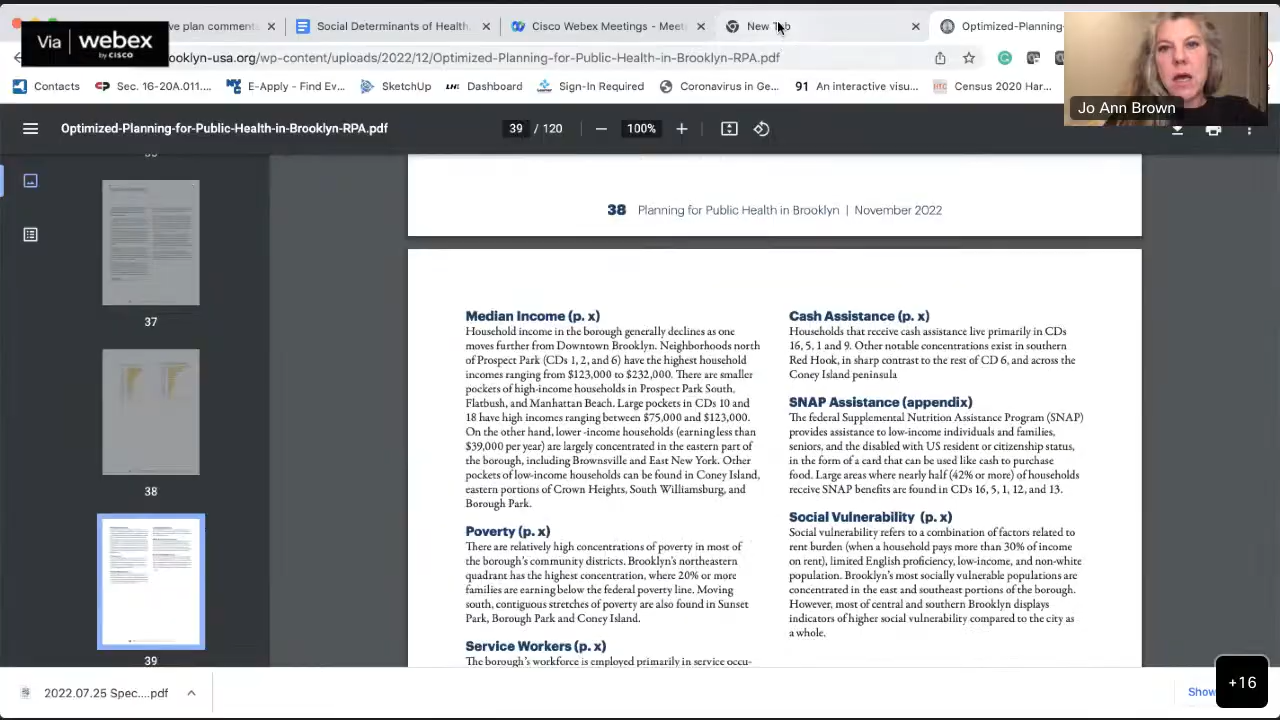 Via webex
by CISCO
ve plan comments
Social Determinants of Health,
Cisco Webex Meetings - Meeti
New Tab
Optimized-Planning-
ooklyn-usa.org/wp-content/uploads/2022/12/Optimized-Planning-for-Public-Health-in-Brooklyn-RPA.pdf
Contacts
Sec. 16-20A.011....
E-Apply - Find Ev...
SketchUp
LHC Dashboard
Sign-In Required
Coronavirus in Ge...
91 An interactive visu...
HTC Census 2020 Har...
Jo Ann Brown
Optimized-Planning-for-Public-Health-in-Brooklyn-RPA.pdf
39 / 120
100%
37
38
39
38 Planning for Public Health in Brooklyn | November 2022
Median Income (p. x)
Household income in the borough generally declines as one
moves further from Downtown Brooklyn. Neighborhoods north
of Prospect Park (CDs 1, 2, and 6) have the highest household
incomes ranging from $123,000 to $232,000. There are smaller
pockets of high-income households in Prospect Park South,
Flatbush, and Manhattan Beach. Large pockets in CDs 10 and
18 have high incomes ranging between $75,000 and $123,000.
On the other hand, lower-income households (earning less than
$39,000 per year) are largely concentrated in the eastern part of
the borough, including Brownsville and East New York. Other
pockets of low-income households can be found in Coney Island,
eastern portions of Crown Heights, South Williamsburg, and
Borough Park.
Poverty (p. x)
There are relatively high concentrations of poverty in most of
the borough's community districts. Brooklyn's northeastern
quadrant has the highest concentration, where 20% or more
families are earning below the federal poverty line. Moving
south, contiguous stretches of poverty are also found in Sunset
Park, Borough Park and Coney Island.
Service Workers (p. x)
The borough's workforce is employed primarily in service occu-
Cash Assistance (p. x)
Households that receive cash assistance live primarily in CDs
16, 5, 1 and 9. Other notable concentrations exist in southern
Red Hook, in sharp contrast to the rest of CD 6, and across the
Coney Island peninsula
SNAP Assistance (appendix)
The federal Supplemental Nutrition Assistance Program (SNAP)
provides assistance to low-income individuals and families,
seniors, and the disabled with US resident or citizenship status,
in the form of a card that can be used like cash to purchase
food. Large areas where nearly half (42% or more) of households
receive SNAP benefits are found in CDs 16, 5, 1, 12, and 13.
Social Vulnerability (p. x)
Social vulnerability refers to a combination of factors related to
rent burden (when a household pays more than 30% of income
on rent), limited English proficiency, low-income, and non-white
population. Brooklyn's most socially vulnerable populations are
concentrated in the east and southeast portions of the borough.
However, most of central and southern Brooklyn displays
indicators of higher social vulnerability compared to the city as
a whole.
2022.07.25 Spec....pdf
Show
+16